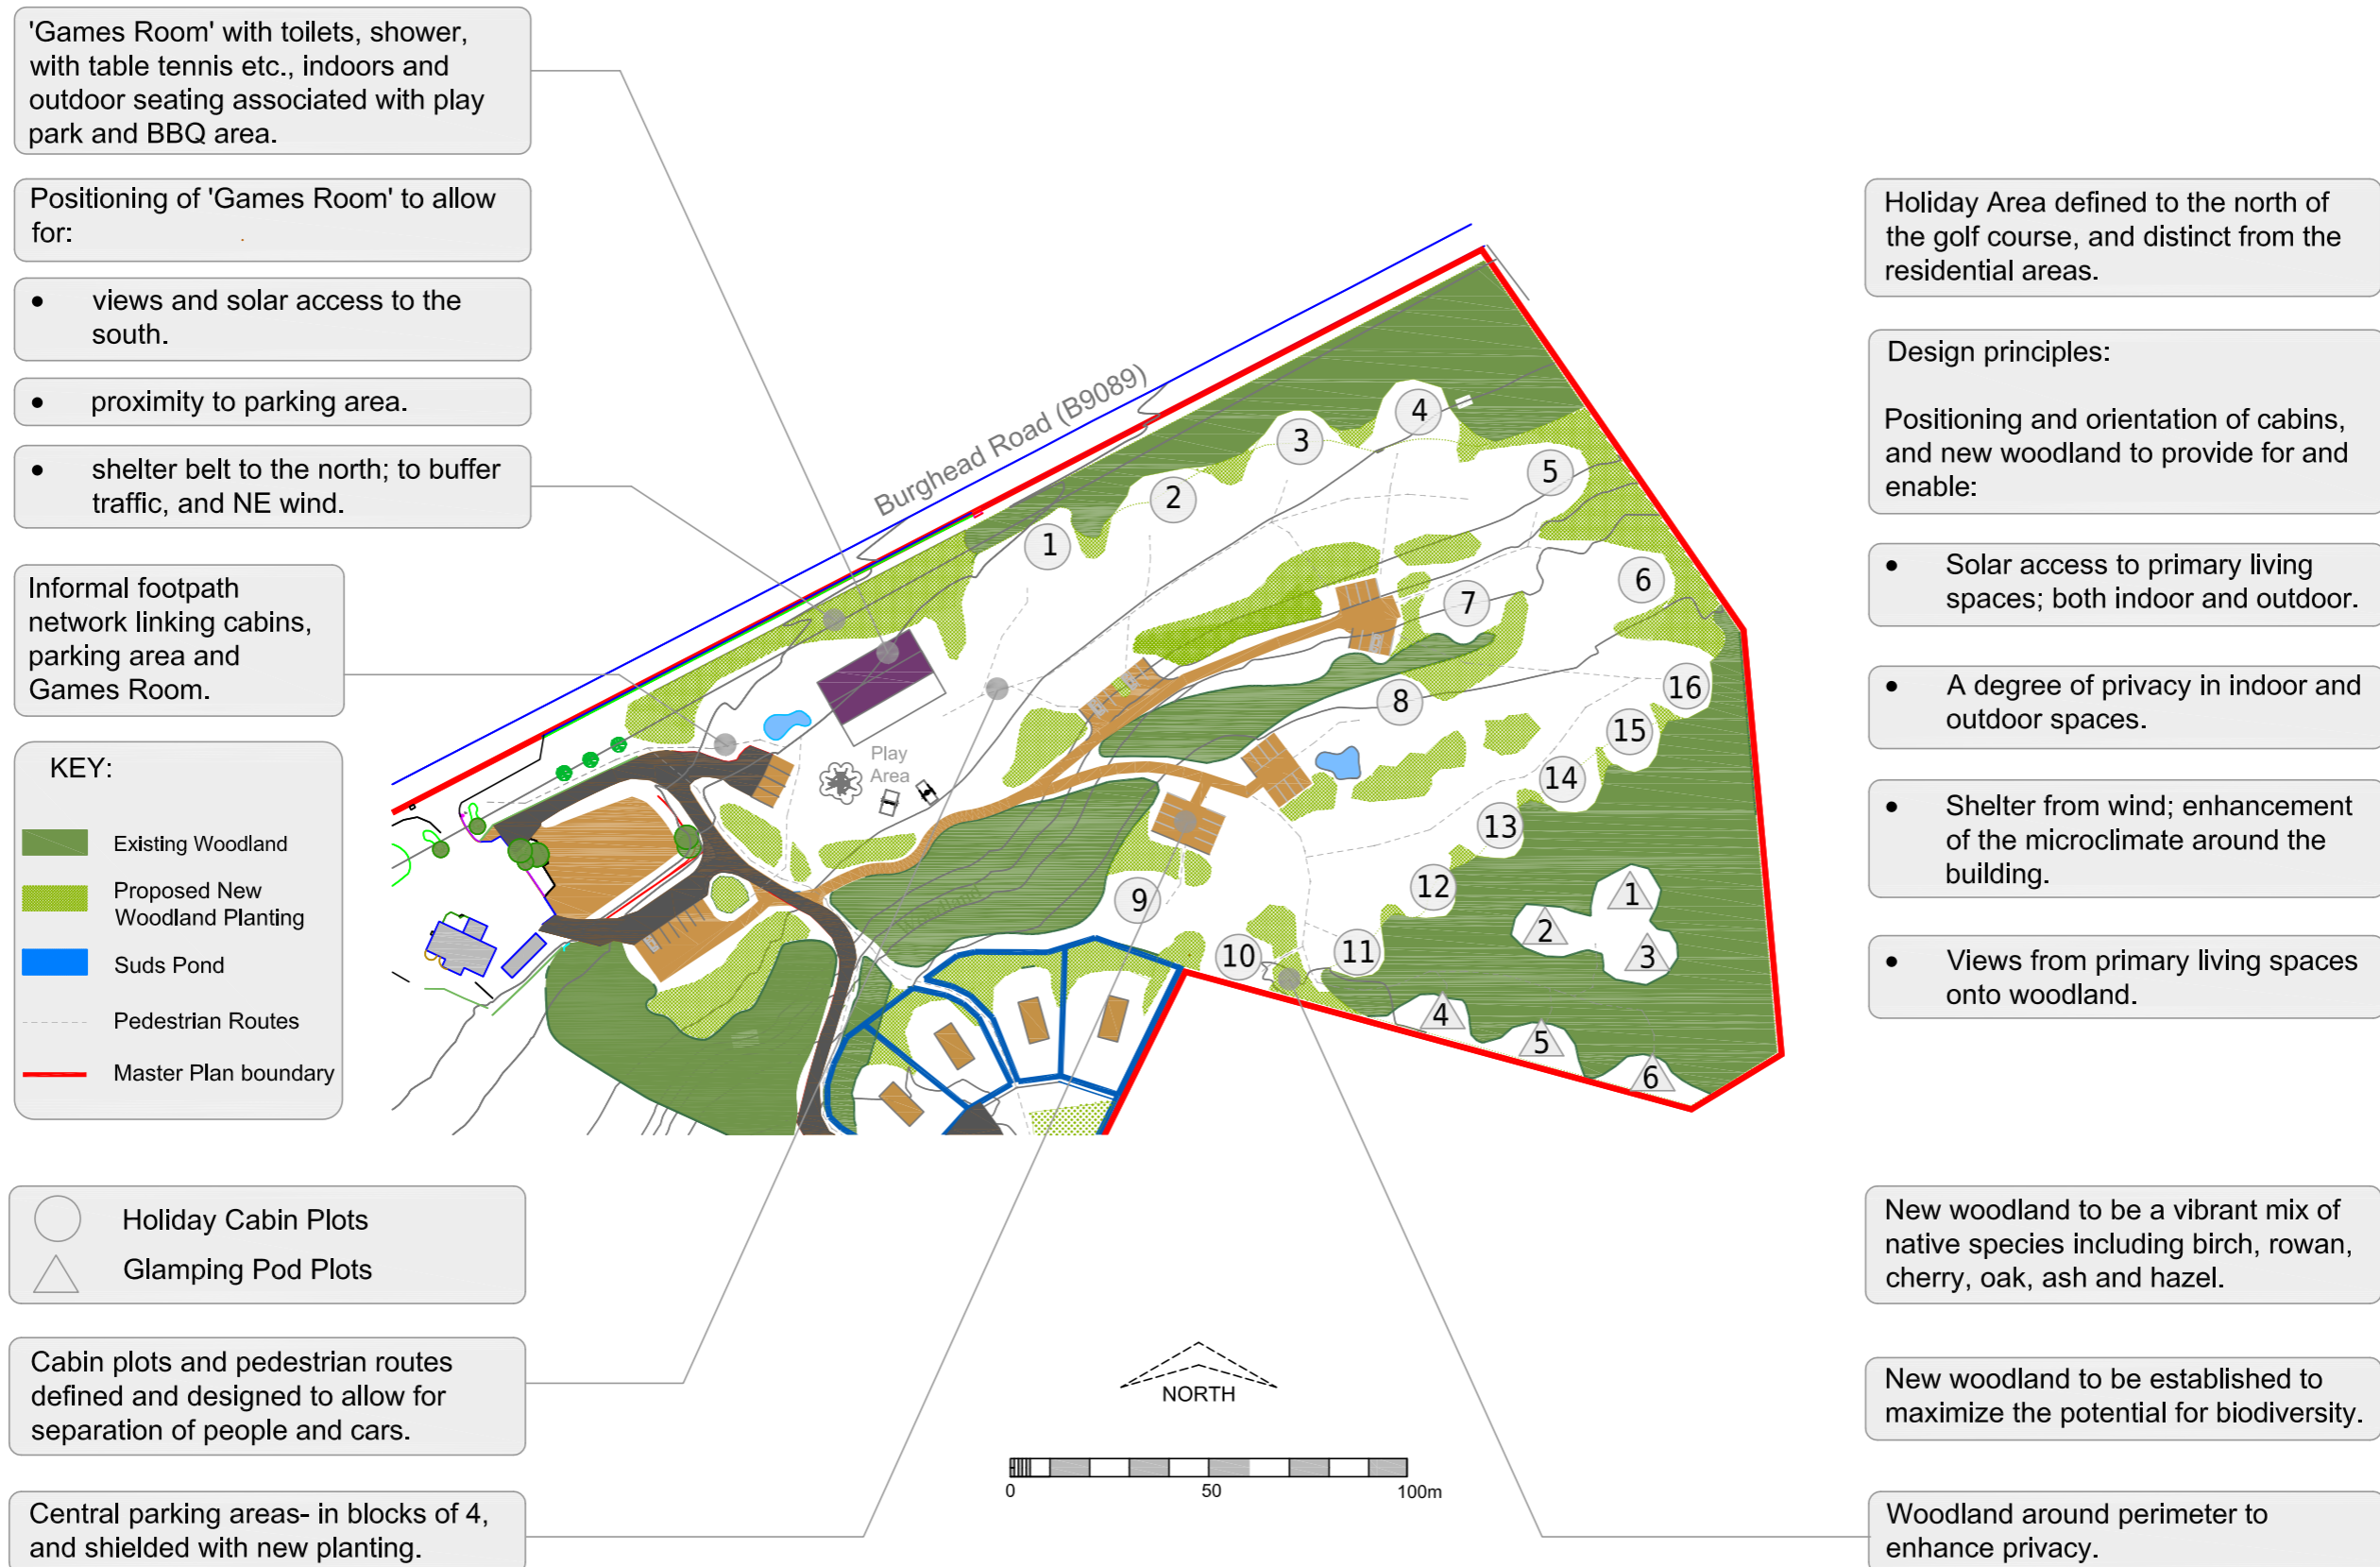 'Games Room' with toilets, shower,
with table tennis etc., indoors and
outdoor seating associated with play
park and BBQ area.
Positioning of 'Games Room' to allow
for:
• views and solar access to the
south.
• proximity to parking area.
• shelter belt to the north; to buffer
traffic, and NE wind.
Informal footpath
network linking cabins,
parking area and
Games Room.
KEY:
Existing Woodland
Proposed New
Woodland Planting
Suds Pond
Pedestrian Routes
Master Plan boundary
Holiday Cabin Plots
Glamping Pod Plots
Cabin plots and pedestrian routes
defined and designed to allow for
separation of people and cars.
Central parking areas- in blocks of 4,
and shielded with new planting.
Burghead Road (B9089)
Play
Area
1
2
3
4
5
6
7
8
9
10
11
12
13
14
15
16
1
2
3
4
5
6
NORTH
0
50
100m
Holiday Area defined to the north of
the golf course, and distinct from the
residential areas.
Design principles:
Positioning and orientation of cabins,
and new woodland to provide for and
enable:
• Solar access to primary living
spaces; both indoor and outdoor.
• A degree of privacy in indoor and
outdoor spaces.
• Shelter from wind; enhancement
of the microclimate around the
building.
• Views from primary living spaces
onto woodland.
New woodland to be a vibrant mix of
native species including birch, rowan,
cherry, oak, ash and hazel.
New woodland to be established to
maximize the potential for biodiversity.
Woodland around perimeter to
enhance privacy.